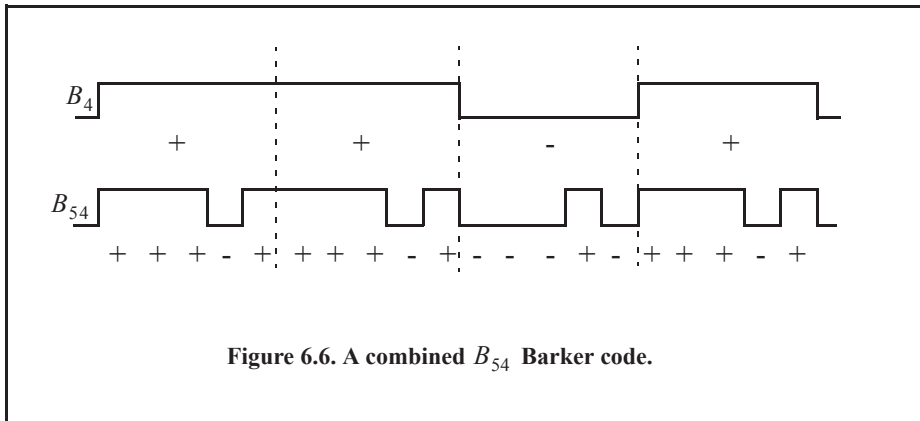 B₄
+ + - +
B₅₄
+ + + - + + + + - + - - - + - + + + - +
Figure 6.6. A combined B₅₄ Barker code.